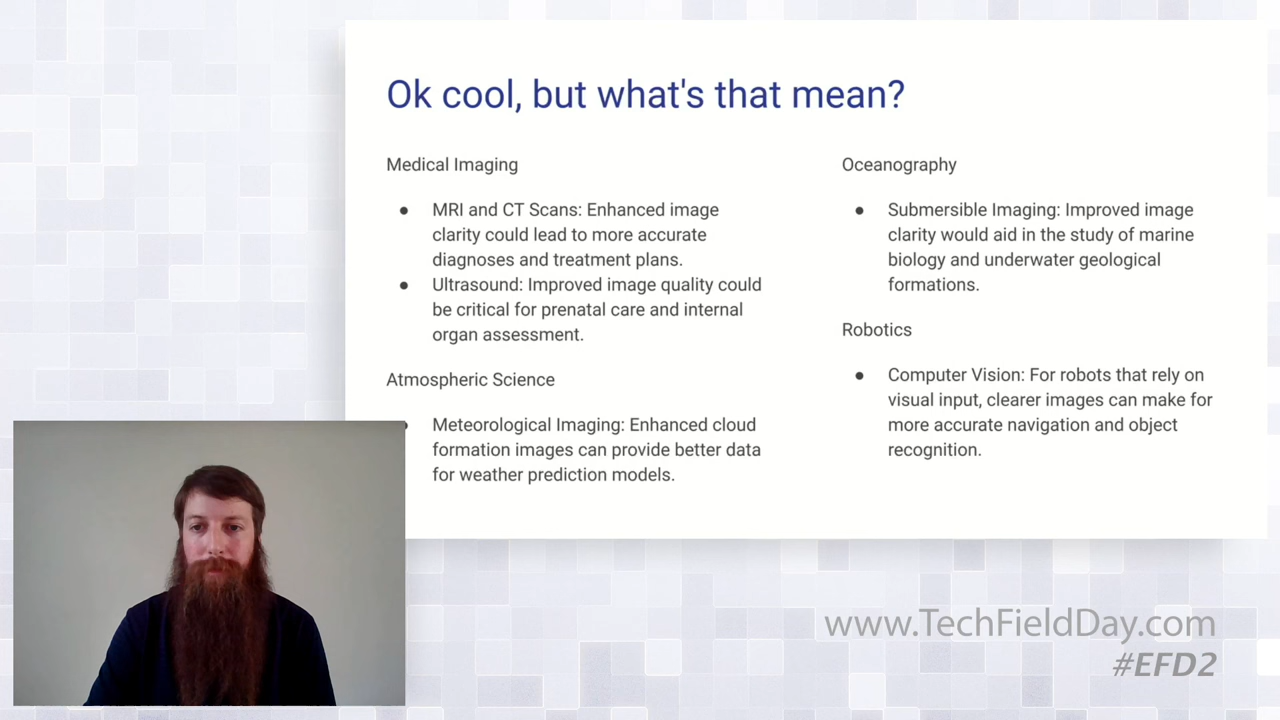 Ok cool, but what's that mean?
Medical Imaging
● MRI and CT Scans: Enhanced image
clarity could lead to more accurate
diagnoses and treatment plans.
● Ultrasound: Improved image quality could
be critical for prenatal care and internal
organ assessment.
Atmospheric Science
Meteorological Imaging: Enhanced cloud
formation images can provide better data
for weather prediction models.
Oceanography
● Submersible Imaging: Improved image
clarity would aid in the study of marine
biology and underwater geological
formations.
Robotics
● Computer Vision: For robots that rely on
visual input, clearer images can make for
more accurate navigation and object
recognition.
www.TechFieldDay.com
#EFD2